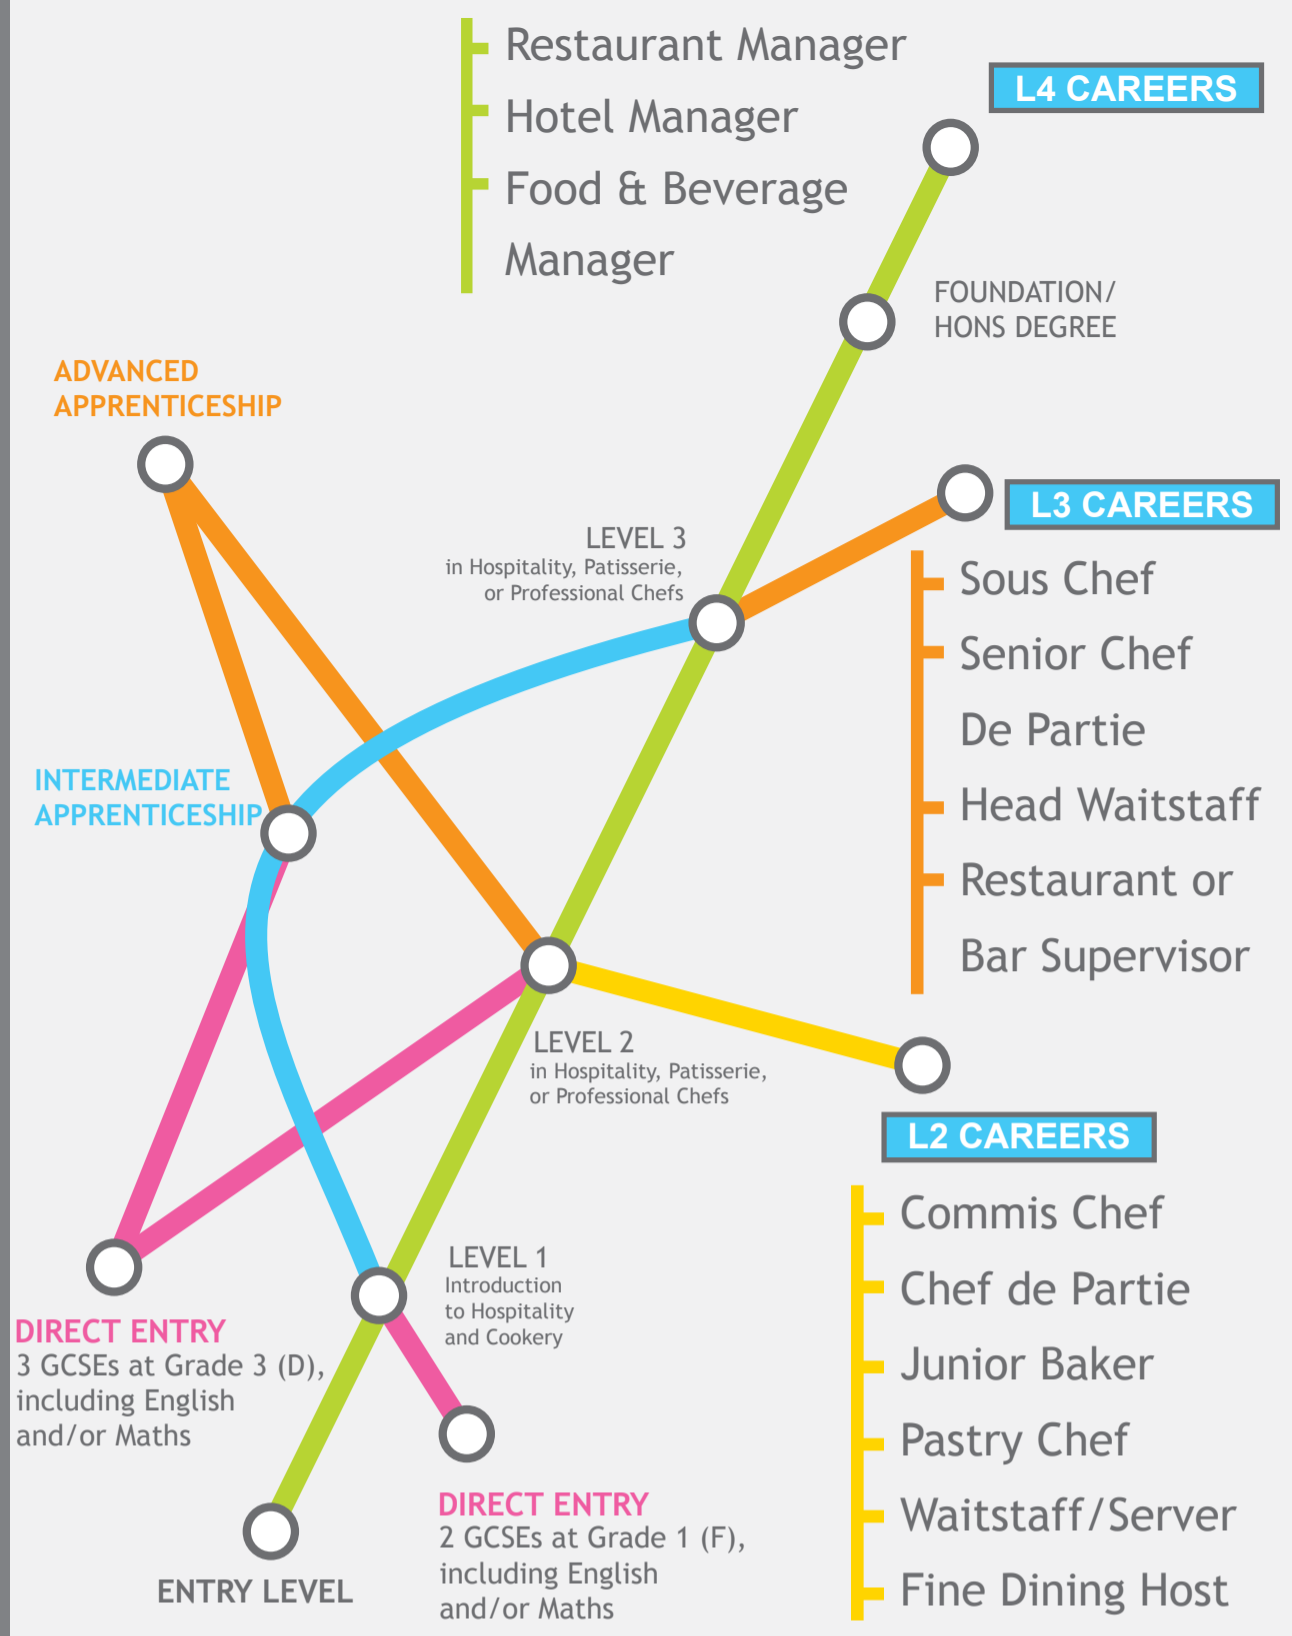 Restaurant Manager
Hotel Manager
Food & Beverage
Manager
L4 CAREERS
FOUNDATION/
HONS DEGREE
ADVANCED
APPRENTICESHIP
L3 CAREERS
LEVEL 3
in Hospitality, Patisserie,
or Professional Chefs
Sous Chef
Senior Chef
De Partie
Head Waitstaff
Restaurant or
Bar Supervisor
INTERMEDIATE
APPRENTICESHIP
LEVEL 2
in Hospitality, Patisserie,
or Professional Chefs
L2 CAREERS
Commis Chef
Chef de Partie
Junior Baker
Pastry Chef
Waitstaff/Server
Fine Dining Host
LEVEL 1
Introduction
to Hospitality
and Cookery
DIRECT ENTRY
3 GCSEs at Grade 3 (D),
including English
and/or Maths
DIRECT ENTRY
2 GCSEs at Grade 1 (F),
including English
and/or Maths
ENTRY LEVEL